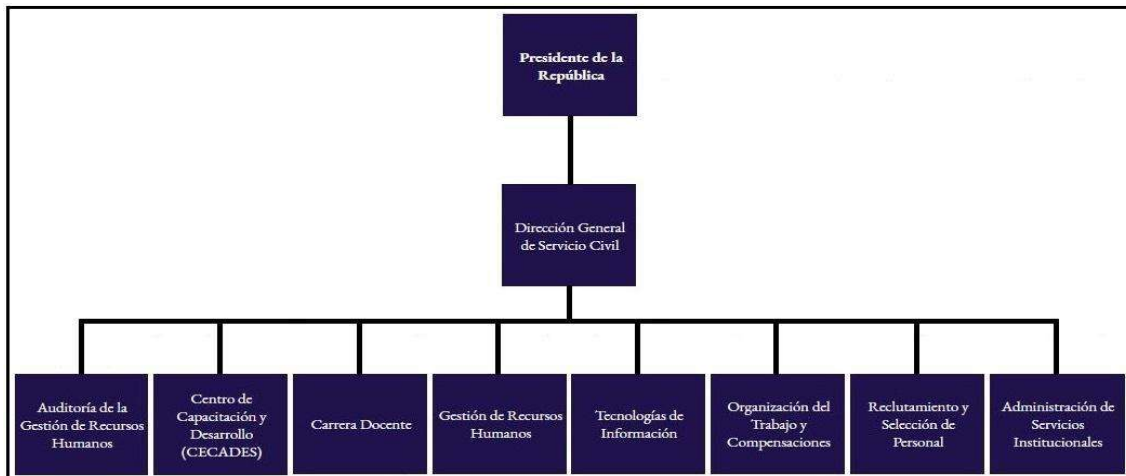 Presidente de la
República
Dirección General
de Servicio Civil
Auditoría de la
Gestión de Recursos
Humanos
Centro de
Capacitación y
Desarrollo
(CECADES)
Carrera Docente
Gestión de Recursos
Humanos
Tecnologías de
Información
Organización del
Trabajo y
Compensaciones
Reclutamiento y
Selección de
Personal
Administración de
Servicios
Institucionales